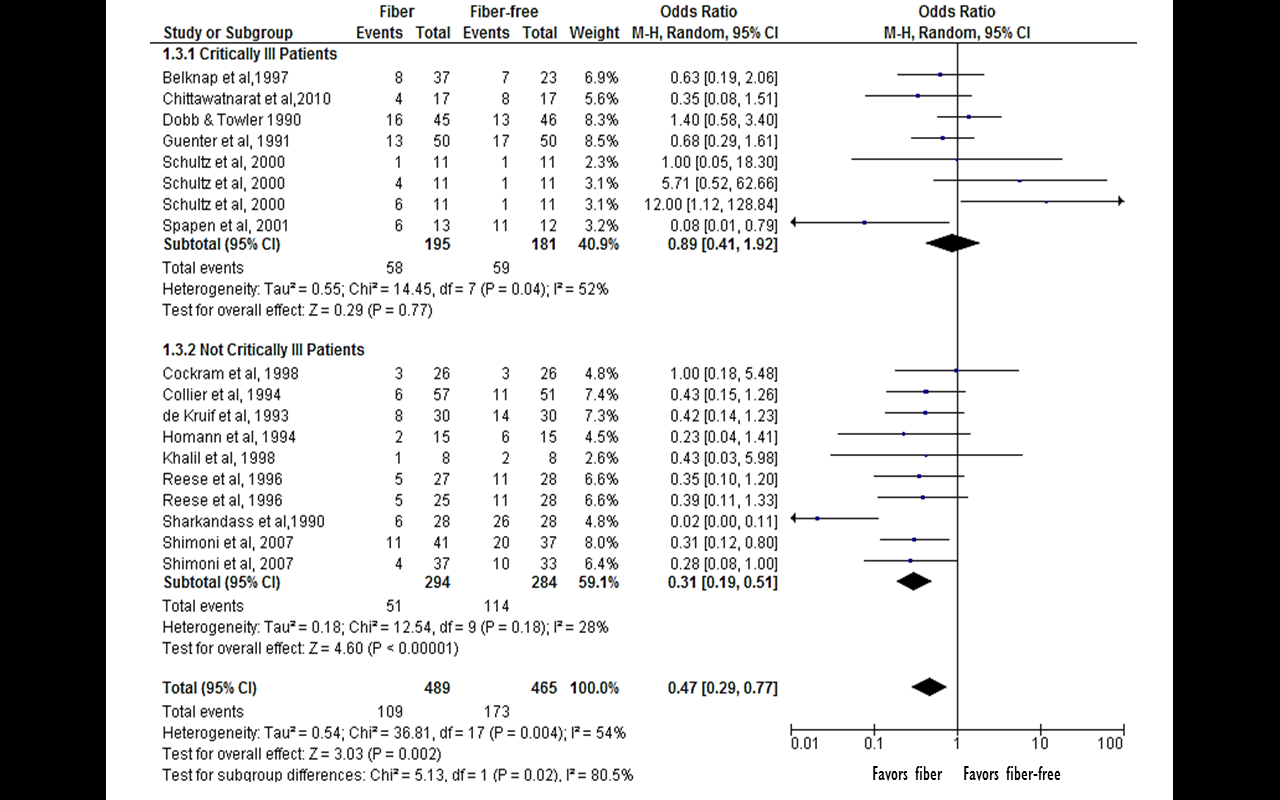 Fiber Fiber-free Odds Ratio Odds Ratio
Study or Subgroup Events Total Events Total Weight M-H, Random, 95% CI M-H, Random, 95% CI
1.3.1 Critically Ill Patients
Belknap et al,1997 8 37 7 23 6.9% 0.63 [0.19, 2.06]
Chittawatnarat et al,2010 4 17 8 17 5.6% 0.35 [0.08, 1.51]
Dobb & Towler 1990 16 45 13 46 8.3% 1.40 [0.58, 3.40]
Guenter et al, 1991 13 50 17 50 8.5% 0.68 [0.29, 1.61]
Schultz et al, 2000 1 11 1 11 2.3% 1.00 [0.05, 18.30]
Schultz et al, 2000 4 11 1 11 3.1% 5.71 [0.52, 62.66]
Schultz et al, 2000 6 11 1 11 3.1% 12.00 [1.12, 128.84]
Spapen et al, 2001 6 13 11 12 3.2% 0.08 [0.01, 0.79]
Subtotal (95% CI) 195 181 40.9% 0.89 [0.41, 1.92]
Total events 58 59
Heterogeneity: Tau² = 0.55; Chi² = 14.45, df = 7 (P = 0.04); I² = 52%
Test for overall effect: Z = 0.29 (P = 0.77)
1.3.2 Not Critically Ill Patients
Cockram et al, 1998 3 26 3 26 4.8% 1.00 [0.18, 5.48]
Collier et al, 1994 6 57 11 51 7.4% 0.43 [0.15, 1.26]
de Kruif et al, 1993 8 30 14 30 7.3% 0.42 [0.14, 1.23]
Homann et al, 1994 2 15 6 15 4.5% 0.23 [0.04, 1.41]
Khalil et al, 1998 1 8 2 8 2.6% 0.43 [0.03, 5.98]
Reese et al, 1996 5 27 11 28 6.6% 0.35 [0.10, 1.20]
Reese et al, 1996 5 25 11 28 6.6% 0.39 [0.11, 1.33]
Sharkandass et al,1990 6 28 26 28 4.8% 0.02 [0.00, 0.11]
Shimoni et al, 2007 11 41 20 37 8.0% 0.31 [0.12, 0.80]
Shimoni et al, 2007 4 37 10 33 6.4% 0.28 [0.08, 1.00]
Subtotal (95% CI) 294 284 59.1% 0.31 [0.19, 0.51]
Total events 51 114
Heterogeneity: Tau² = 0.18; Chi² = 12.54, df = 9 (P = 0.18); I² = 28%
Test for overall effect: Z = 4.60 (P < 0.00001)
Total (95% CI) 489 465 100.0% 0.47 [0.29, 0.77]
Total events 109 173
Heterogeneity: Tau² = 0.54; Chi² = 36.81, df = 17 (P = 0.004); I² = 54%
Test for overall effect: Z = 3.03 (P = 0.002)
Test for subgroup differences: Chi² = 5.13, df = 1 (P = 0.02), I² = 80.5%
0.01 0.1 1 10 100
Favors fiber Favors fiber-free